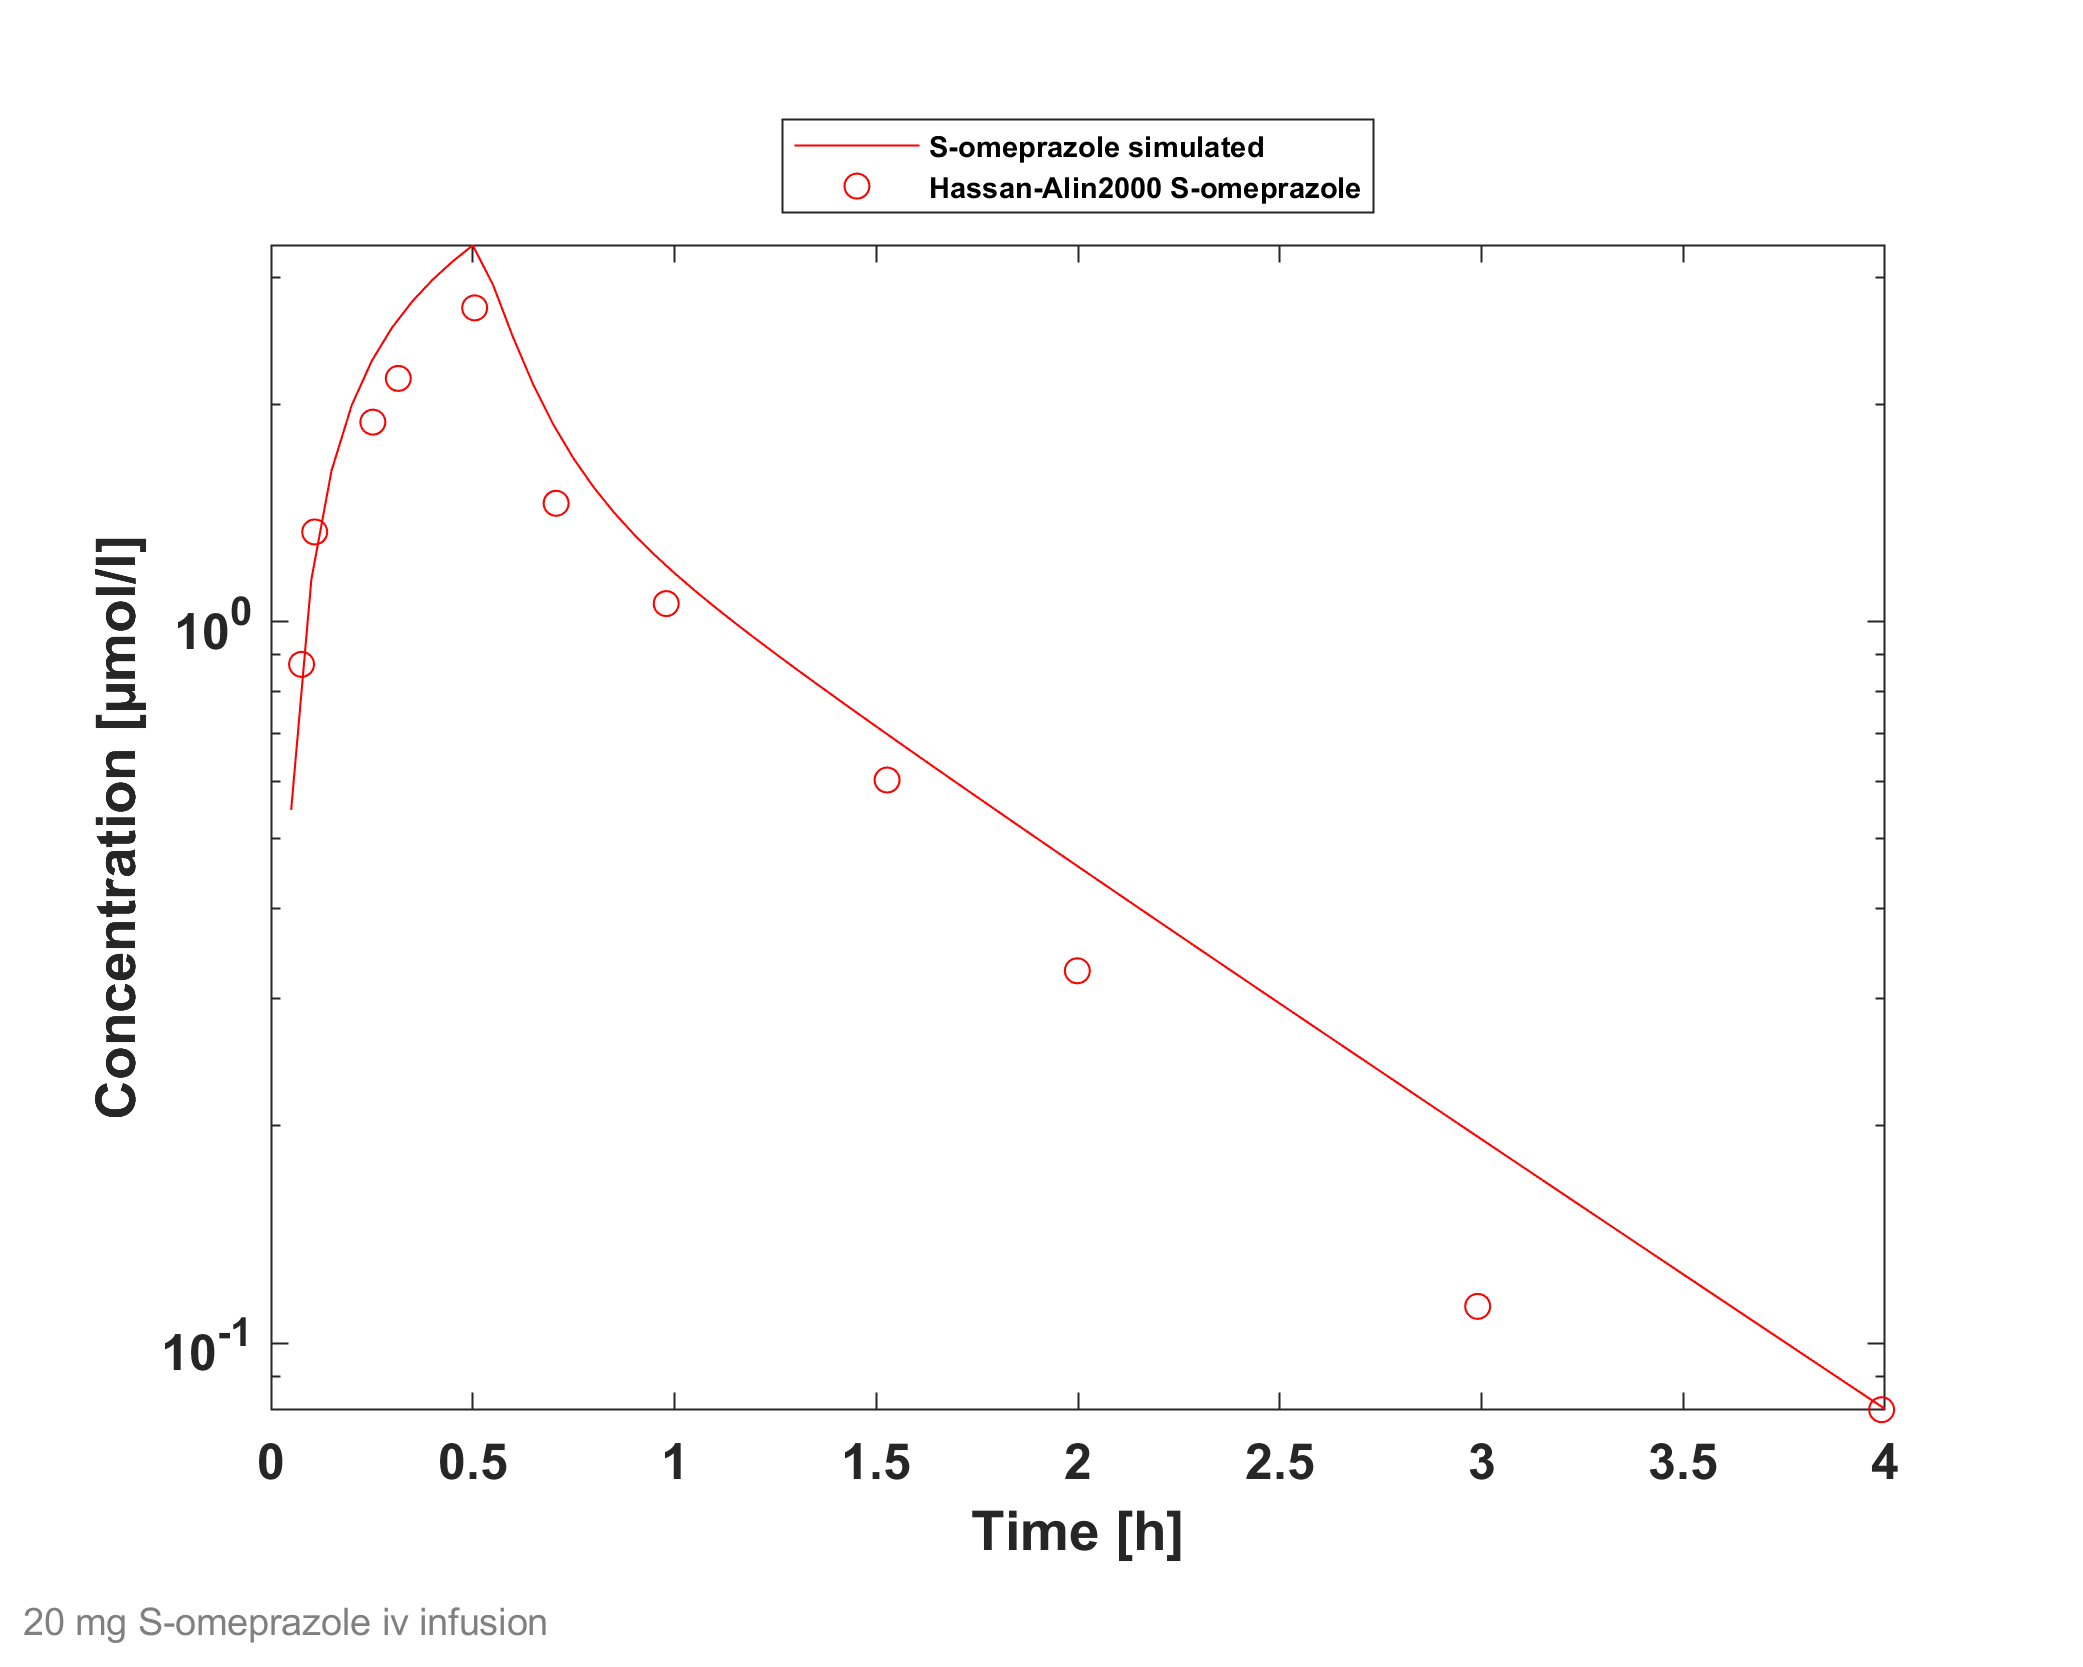 S-omeprazole simulated
Hassan-Alin2000 S-omeprazole
Concentration [µmol/l]
10^0
10^-1
0 0.5 1 1.5 2 2.5 3 3.5 4
Time [h]
20 mg S-omeprazole iv infusion